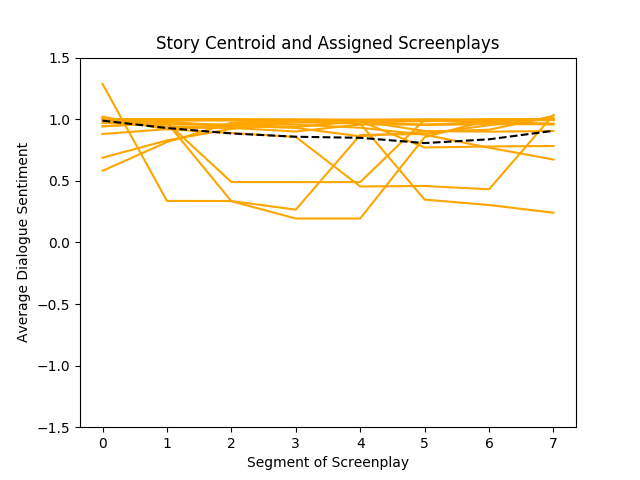 Story Centroid and Assigned Screenplays
1.5
1.0
0.5
0.0
−0.5
−1.0
−1.5
Average Dialogue Sentiment
0 1 2 3 4 5 6 7
Segment of Screenplay